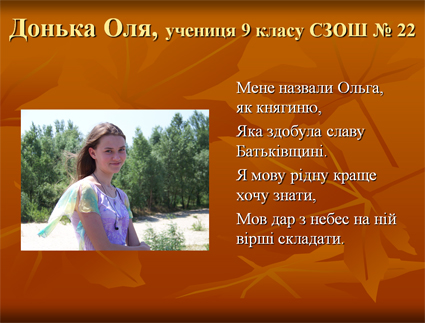 Донька Оля, учениця 9 класу СЗОШ № 22
Мене назвали Ольга,
як княгиню,
Яка здобула славу
Батьківщині.
Я мову рідну краще
хочу знати,
Мов дар з небес на ній
вірші складати.